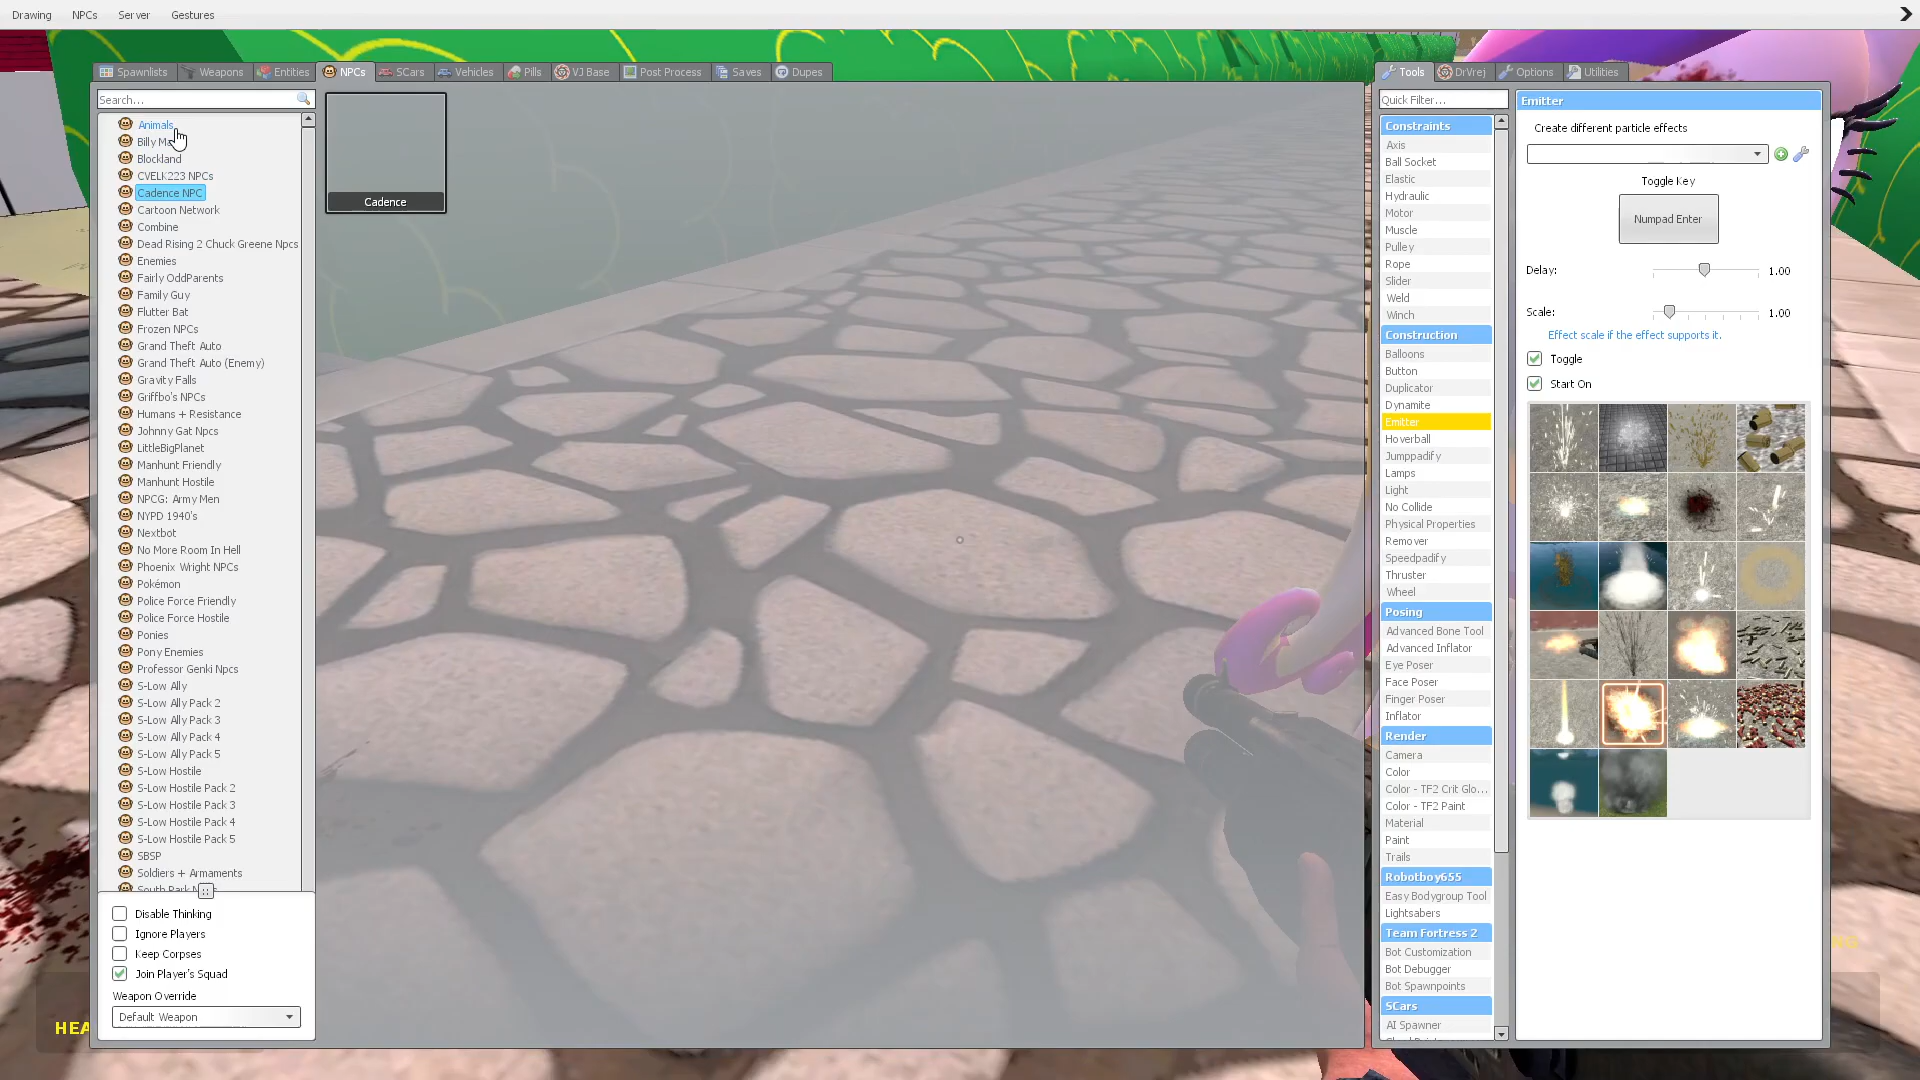 Drawing NPCs Server Gestures
Spawnlists Weapons Entities NPCs SCars Vehicles Pills VJ Base Post Process Saves Dupes
Search...
Animals
Blockland
CVELK223 NPCs
Cadence NPC
Cartoon Network
Combine
Dead Rising 2 Chuck Greene Npcs
Enemies
Fairly OddParents
Family Guy
Flutter Bat
Frozen NPCs
Grand Theft Auto
Grand Theft Auto (Enemy)
Gravity Falls
Griffbo's NPCs
Humans + Resistance
Johnny Gat Npcs
LittleBigPlanet
Manhunt Friendly
Manhunt Hostile
NPCG: Army Men
NYPD 1940's
Nextbot
No More Room In Hell
Phoenix Wright NPCs
Pokémon
Police Force Friendly
Police Force Hostile
Ponies
Pony Enemies
Professor Genki Npcs
S-Low Ally
S-Low Ally Pack 2
S-Low Ally Pack 3
S-Low Ally Pack 4
S-Low Ally Pack 5
S-Low Hostile
S-Low Hostile Pack 2
S-Low Hostile Pack 3
S-Low Hostile Pack 4
S-Low Hostile Pack 5
SBSP
Soldiers + Armaments
South Park
Disable Thinking
Ignore Players
Keep Corpses
Join Player's Squad
Weapon Override
Default Weapon
HEA
Cadence
Tools DrVrej Options Utilities
Quick Filter...
Constraints
Axis
Ball Socket
Elastic
Hydraulic
Motor
Muscle
Pulley
Rope
Slider
Weld
Winch
Construction
Balloons
Button
Duplicator
Dynamite
Emitter
Hoverball
Jumppadify
Lamps
Light
No Collide
Physical Properties
Remover
Speedpadify
Thruster
Wheel
Posing
Advanced Bone Tool
Advanced Inflator
Eye Poser
Face Poser
Finger Poser
Inflator
Render
Camera
Color
Color - TF2 Crit Glo...
Color - TF2 Paint
Material
Paint
Trails
Robotboy655
Easy Bodygroup Tool
Lightsabers
Team Fortress 2
Bot Customization
Bot Debugger
Bot Spawnpoints
SCars
AI Spawner
Emitter
Create different particle effects
Toggle Key
Numpad Enter
Delay: 1.00
Scale: 1.00
Effect scale if the effect supports it.
Toggle
Start On